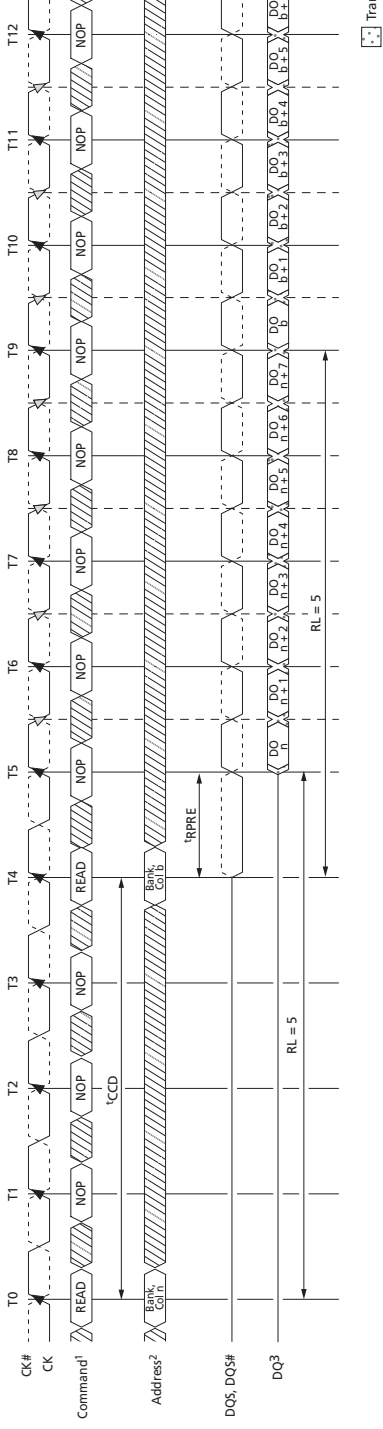 T0 T1 T2 T3 T4 T5 T6 T7 T8 T9 T10 T11 T12
CK#
CK
Command1 READ NOP NOP NOP READ NOP NOP NOP NOP NOP NOP NOP NOP
tCCD
Address2 Bank, Col n Bank, Col b
tRPRE
DQS, DQS#
DQ3 DO n DO n + 1 DO n + 2 DO n + 3 DO n + 4 DO n + 5 DO n + 6 DO n + 7 DO b DO b + 1 DO b + 2 DO b + 3 DO b + 4 DO b + 5 DO b +
RL = 5
RL = 5
Tra